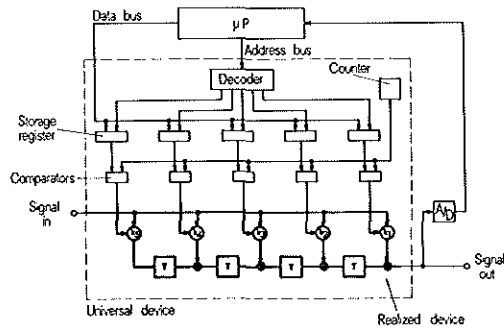 Data bus
μP
Address bus
Decoder
Counter
Storage
register
Comparators
Signal
in
A/D
T T T T
Signal
out
Universal device
Realized device